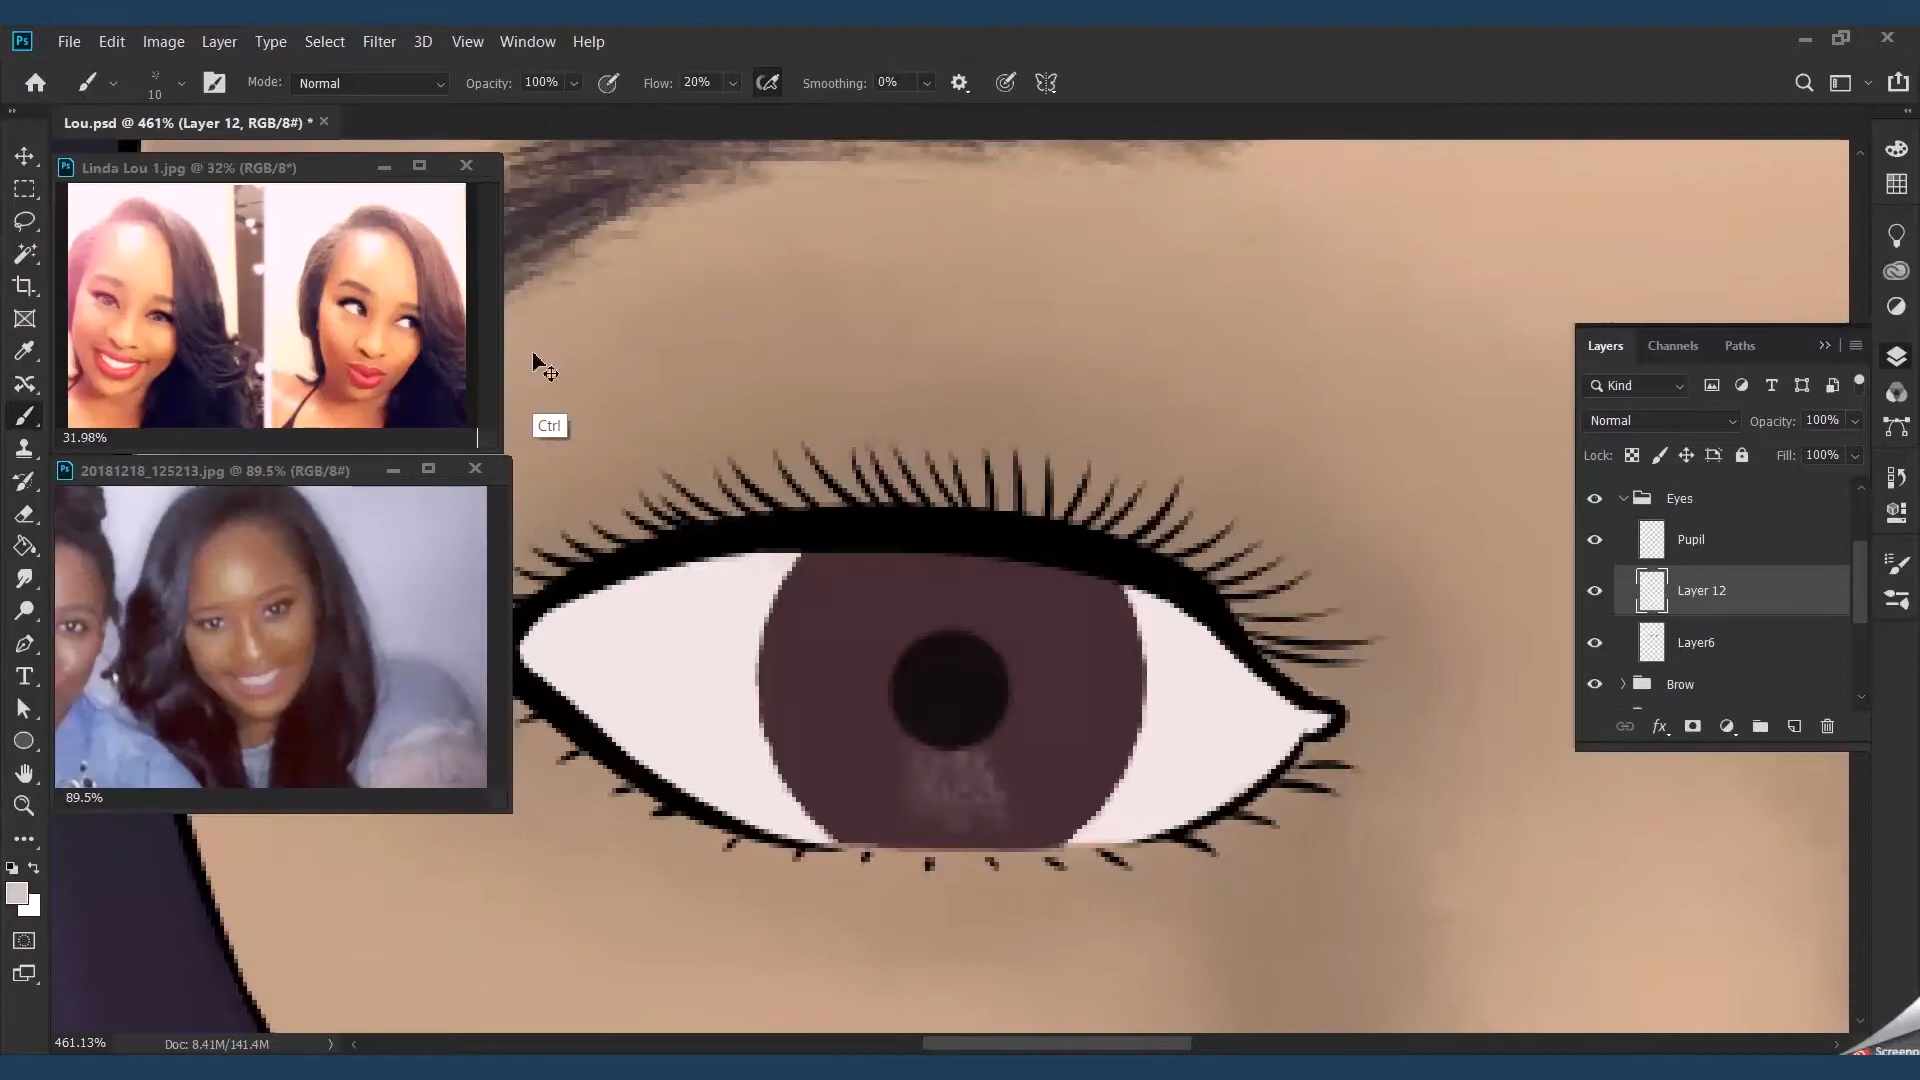 Ps File Edit Image Layer Type Select Filter 3D View Window Help
10 Mode: Normal Opacity: 100% Flow: 20% Smoothing: 0%
Lou.psd @ 461% (Layer 12, RGB/8#) *
Ps Linda Lou 1.jpg @ 32% (RGB/8*)
31.98%
Ctrl
Ps 20181218_125213.jpg @ 89.5% (RGB/8#)
89.5%
Layers Channels Paths
Kind
Normal Opacity: 100%
Lock: Fill: 100%
Eyes
Pupil
Layer 12
Layer6
Brow
fx
T
461.13% Doc: 8.41M/141.4M